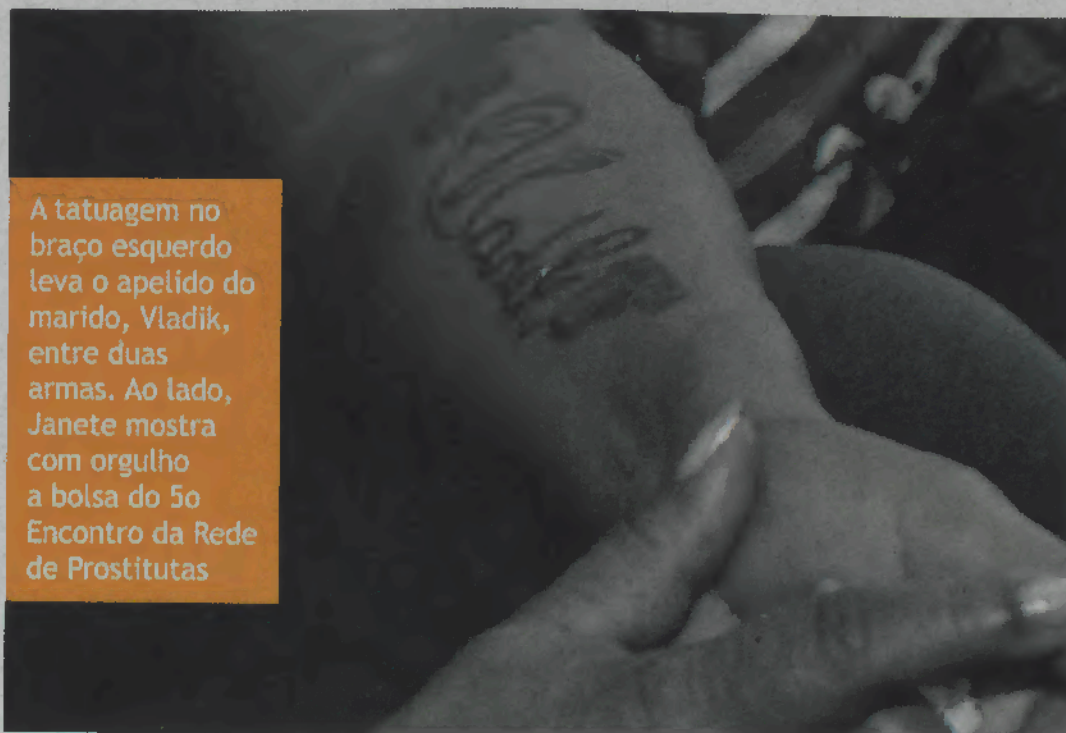 A tatuagem no
braço esquerdo
leva o apelido do
marido, Vladik,
entre duas
armas. Ao lado,
Janete mostra
com orgulho
a bolsa do 5o
Encontro da Rede
de Prostitutas